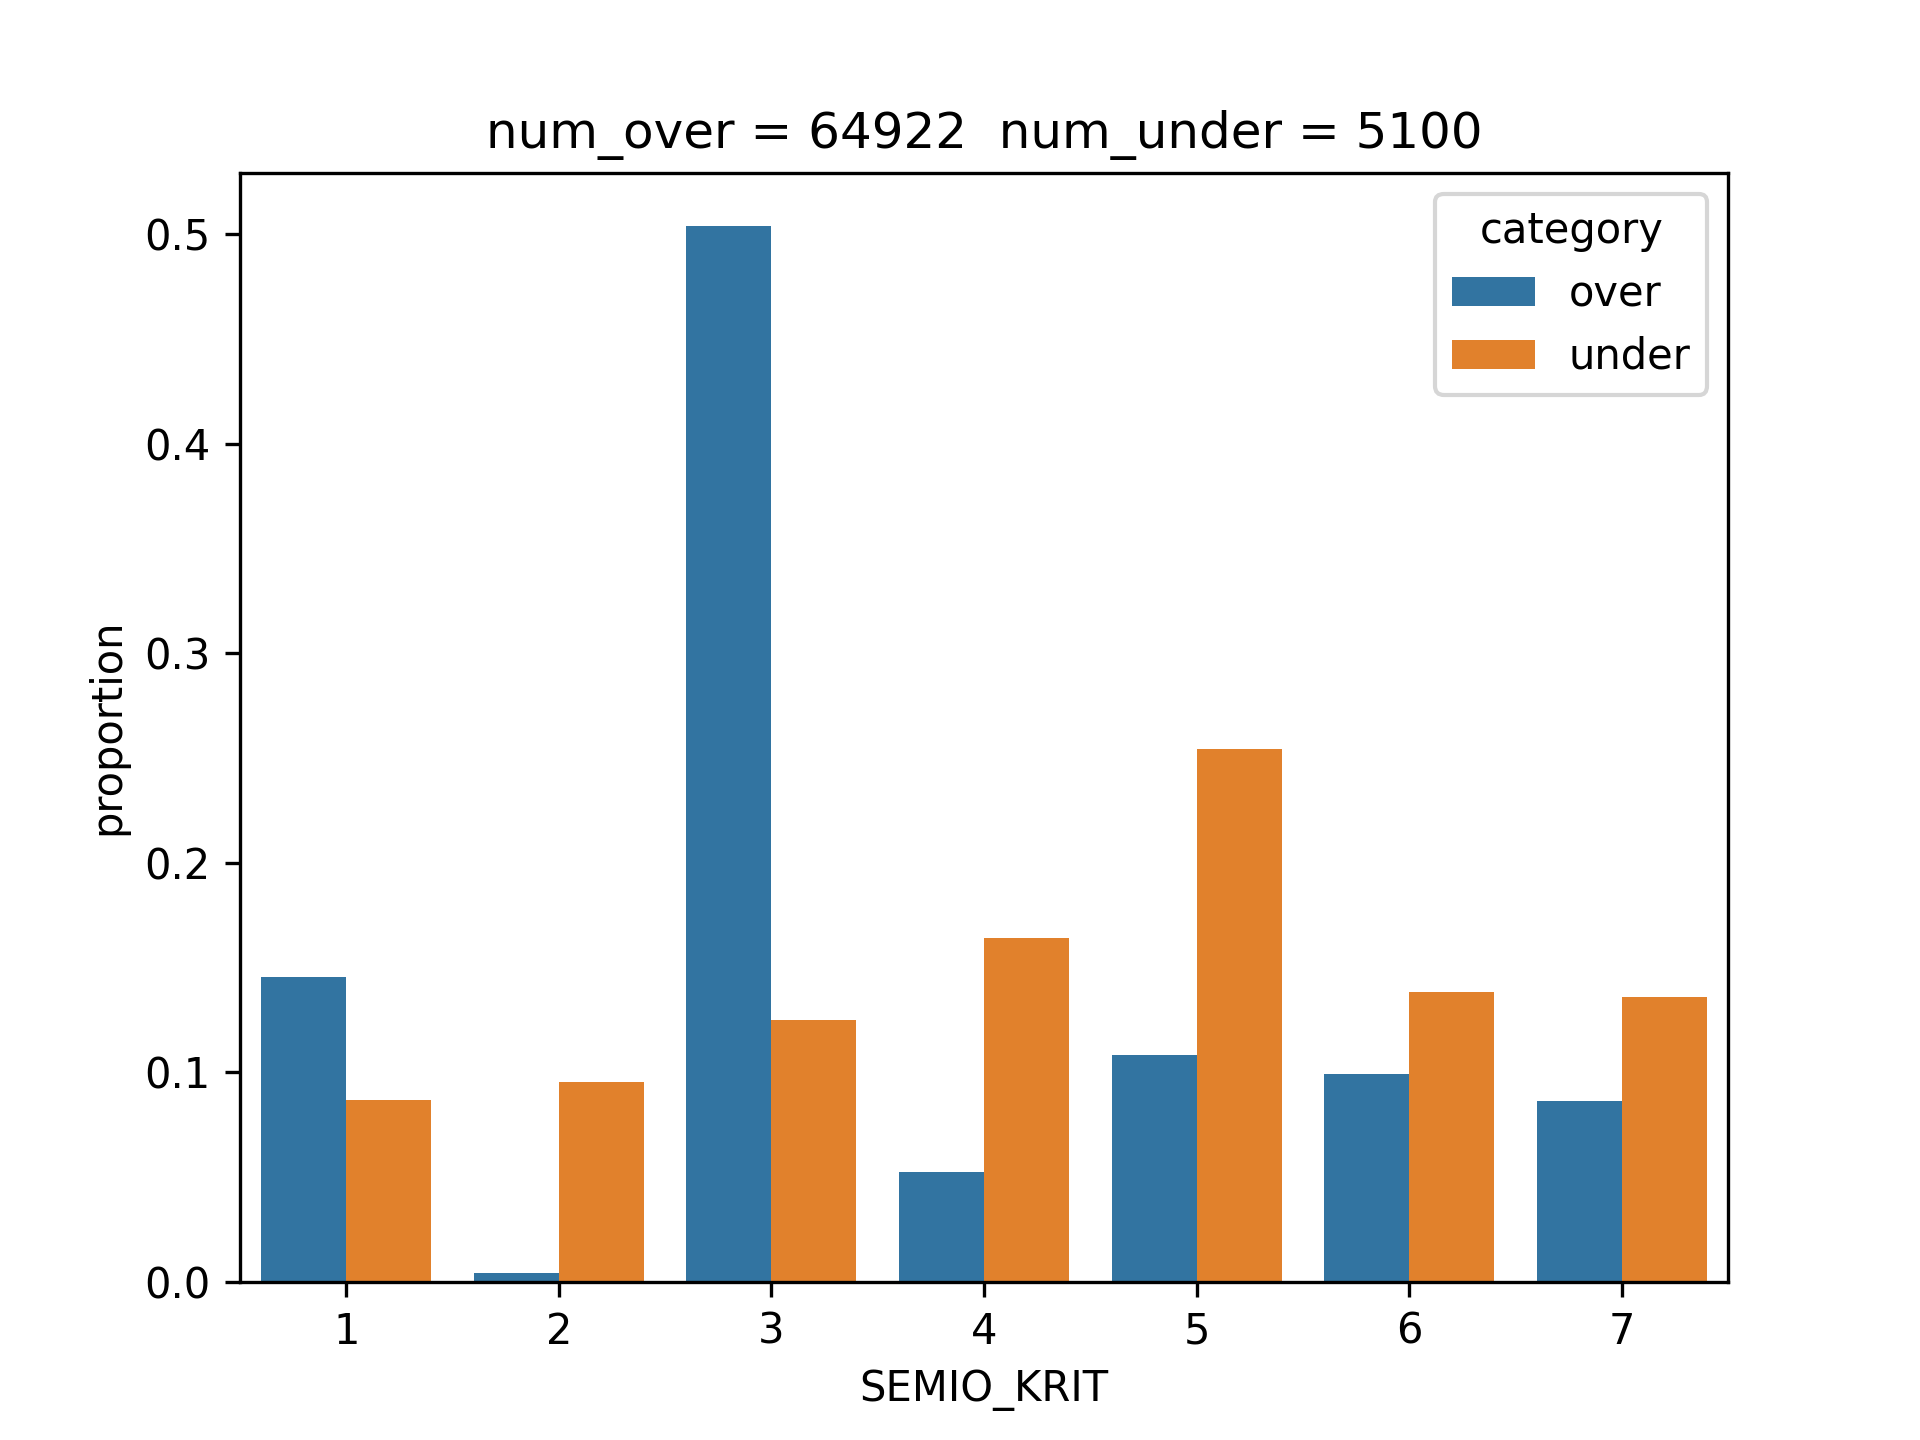 num_over = 64922  num_under = 5100
category
over
under
0.5
0.4
0.3
0.2
0.1
0.0
proportion
1 2 3 4 5 6 7
SEMIO_KRIT